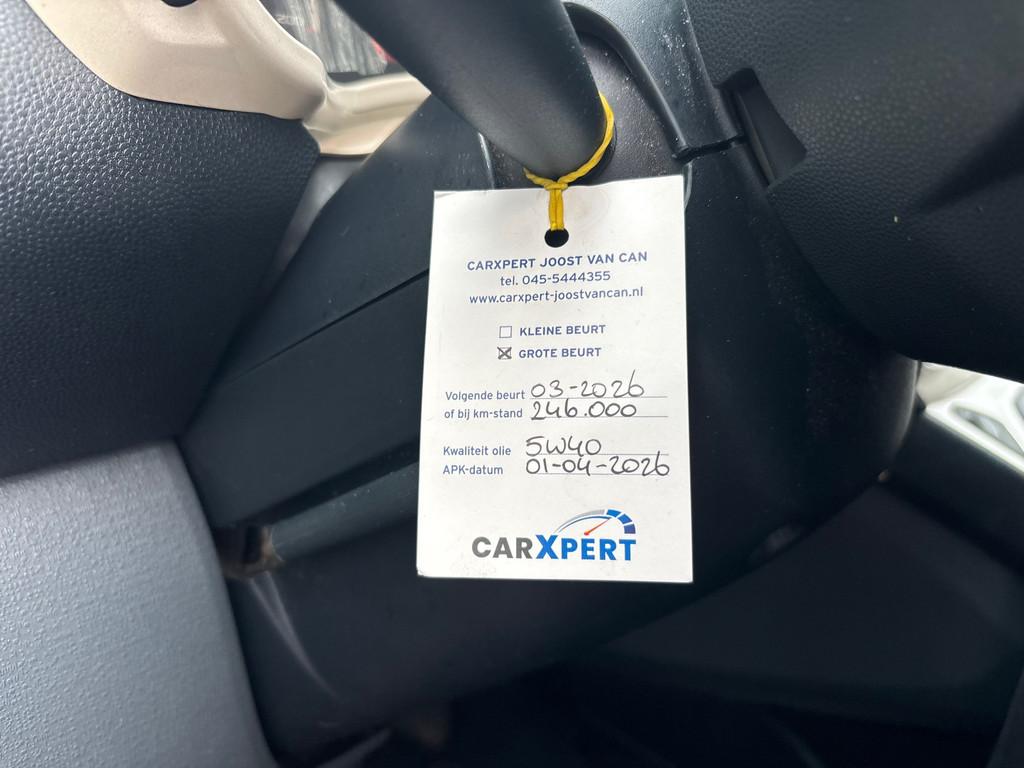 CARXPERT JOOST VAN CAN
tel. 045-5444355
www.carxpert-joostvancan.nl
KLEINE BEURT
GROTE BEURT
Volgende beurt 03-2026
of bij km-stand 246.000
Kwaliteit olie 5W40
APK-datum 01-04-2026
CARXPERT